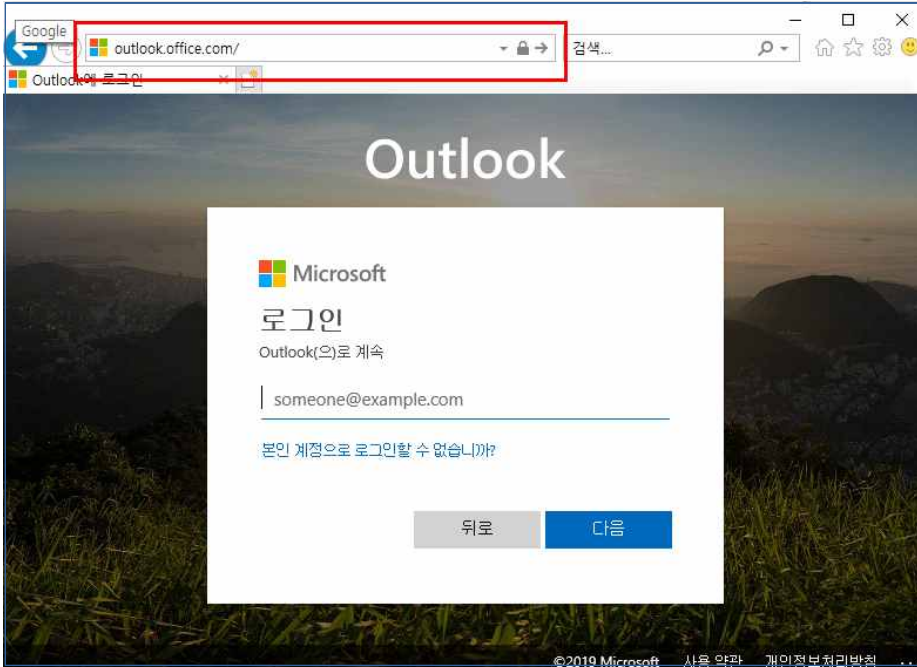 Google
outlook.office.com/
검색...
Outlook에 로그인
Outlook
Microsoft
로그인
Outlook(으)로 계속
someone@example.com
본인 계정으로 로그인할 수 없습니까?
뒤로
다음
©2019 Microsoft 사용 약관 개인정보처리방침